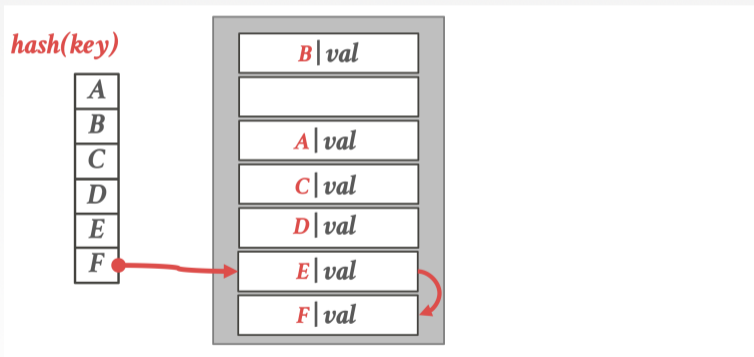 hash(key)
A
B
C
D
E
F
B|val
A|val
C|val
D|val
E|val
F|val